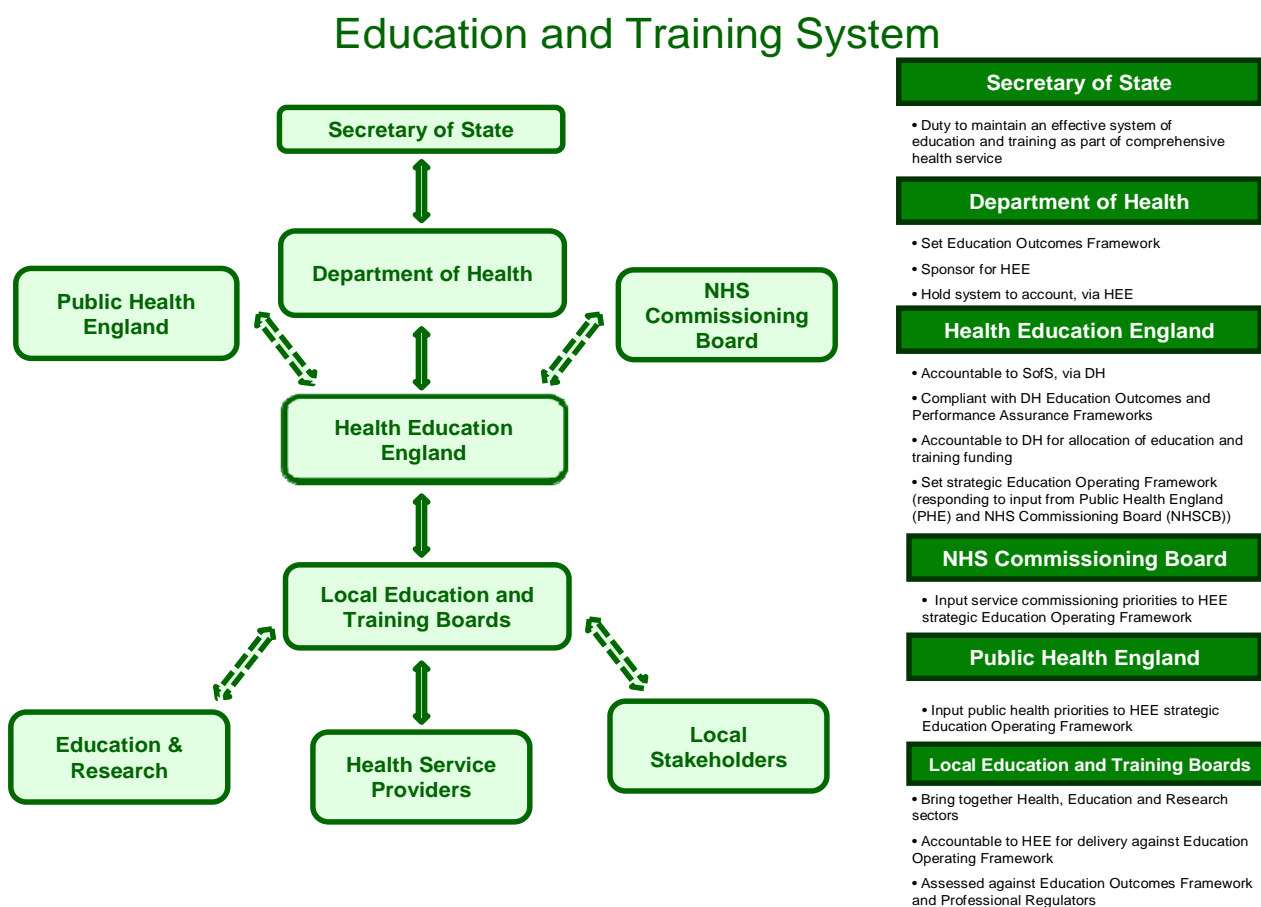 Education and Training System
Secretary of State
Department of Health
Public Health
England
NHS
Commissioning
Board
Health Education
England
Local Education and
Training Boards
Education &
Research
Health Service
Providers
Local
Stakeholders
Secretary of State
• Duty to maintain an effective system of
education and training as part of comprehensive
health service
Department of Health
• Set Education Outcomes Framework
• Sponsor for HEE
• Hold system to account, via HEE
Health Education England
• Accountable to SofS, via DH
• Compliant with DH Education Outcomes and
Performance Assurance Frameworks
• Accountable to DH for allocation of education and
training funding
• Set strategic Education Operating Framework
(responding to input from Public Health England
(PHE) and NHS Commissioning Board (NHSCB))
NHS Commissioning Board
• Input service commissioning priorities to HEE
strategic Education Operating Framework
Public Health England
• Input public health priorities to HEE strategic
Education Operating Framework
Local Education and Training Boards
• Bring together Health, Education and Research
sectors
• Accountable to HEE for delivery against Education
Operating Framework
• Assessed against Education Outcomes Framework
and Professional Regulators